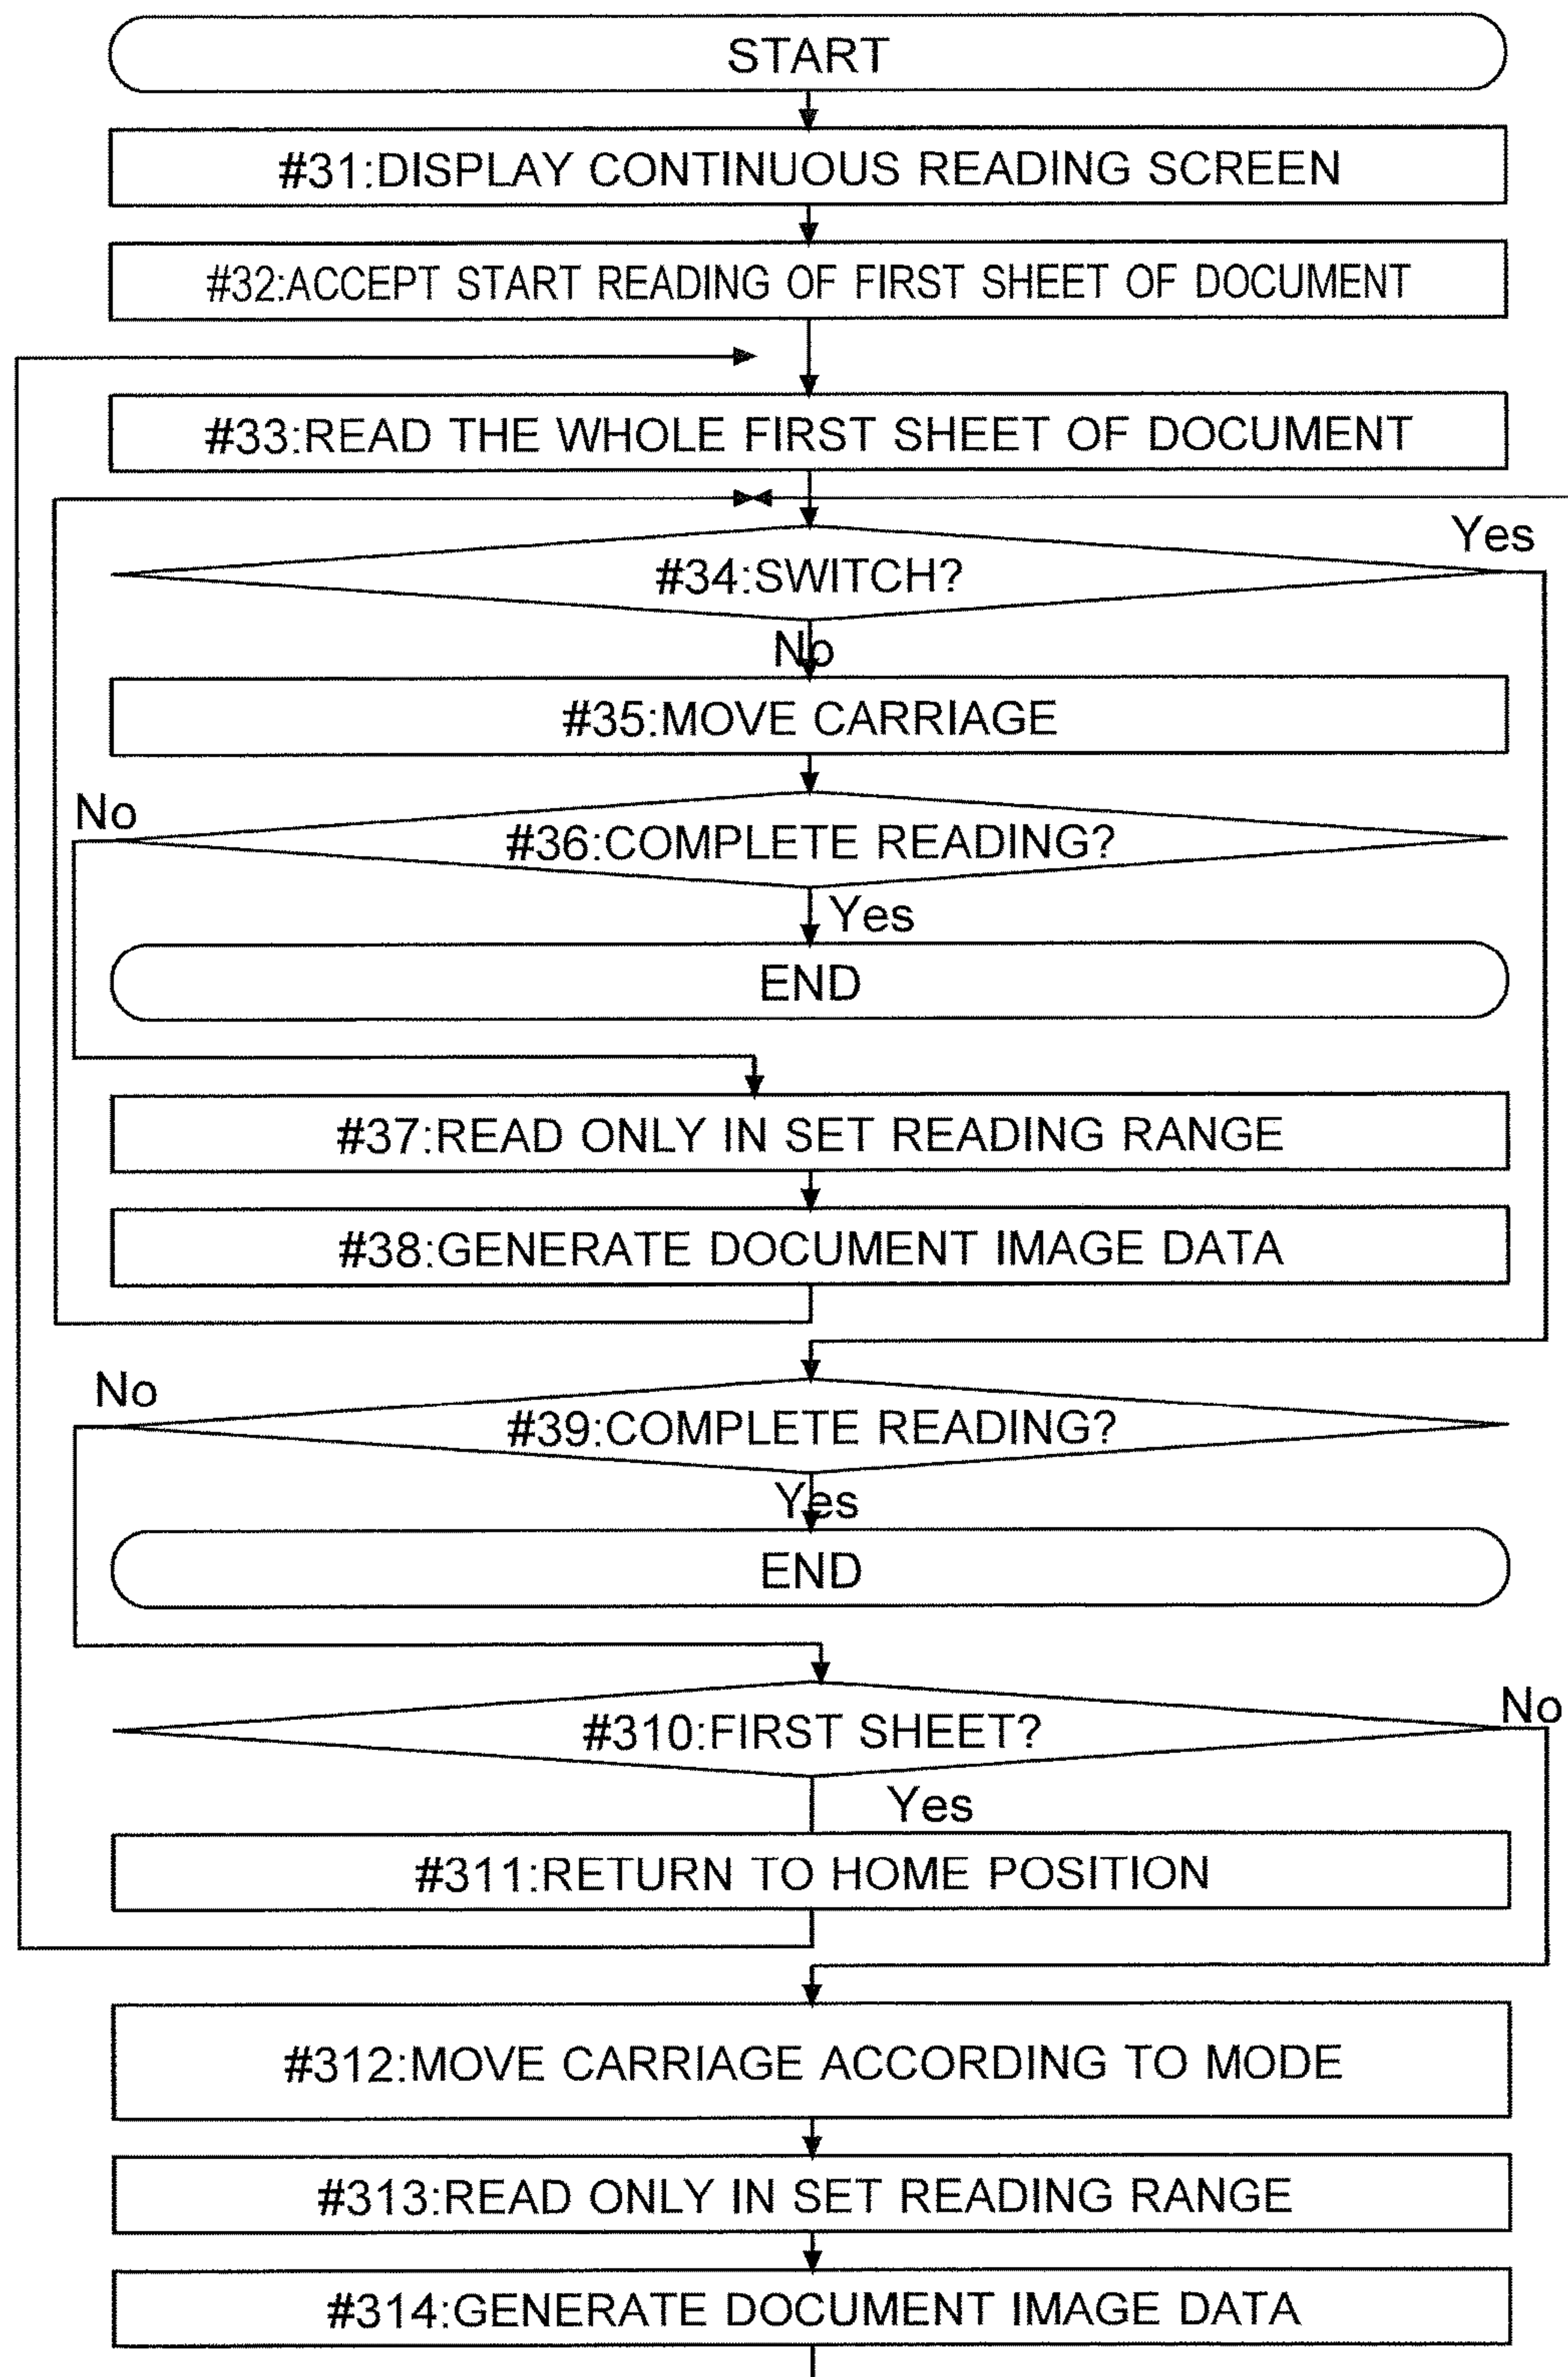 START
#31:DISPLAY CONTINUOUS READING SCREEN
#32:ACCEPT START READING OF FIRST SHEET OF DOCUMENT
#33:READ THE WHOLE FIRST SHEET OF DOCUMENT
Yes
#34:SWITCH?
No
#35:MOVE CARRIAGE
No
#36:COMPLETE READING?
Yes
END
#37:READ ONLY IN SET READING RANGE
#38:GENERATE DOCUMENT IMAGE DATA
No
#39:COMPLETE READING?
Yes
END
No
#310:FIRST SHEET?
Yes
#311:RETURN TO HOME POSITION
#312:MOVE CARRIAGE ACCORDING TO MODE
#313:READ ONLY IN SET READING RANGE
#314:GENERATE DOCUMENT IMAGE DATA